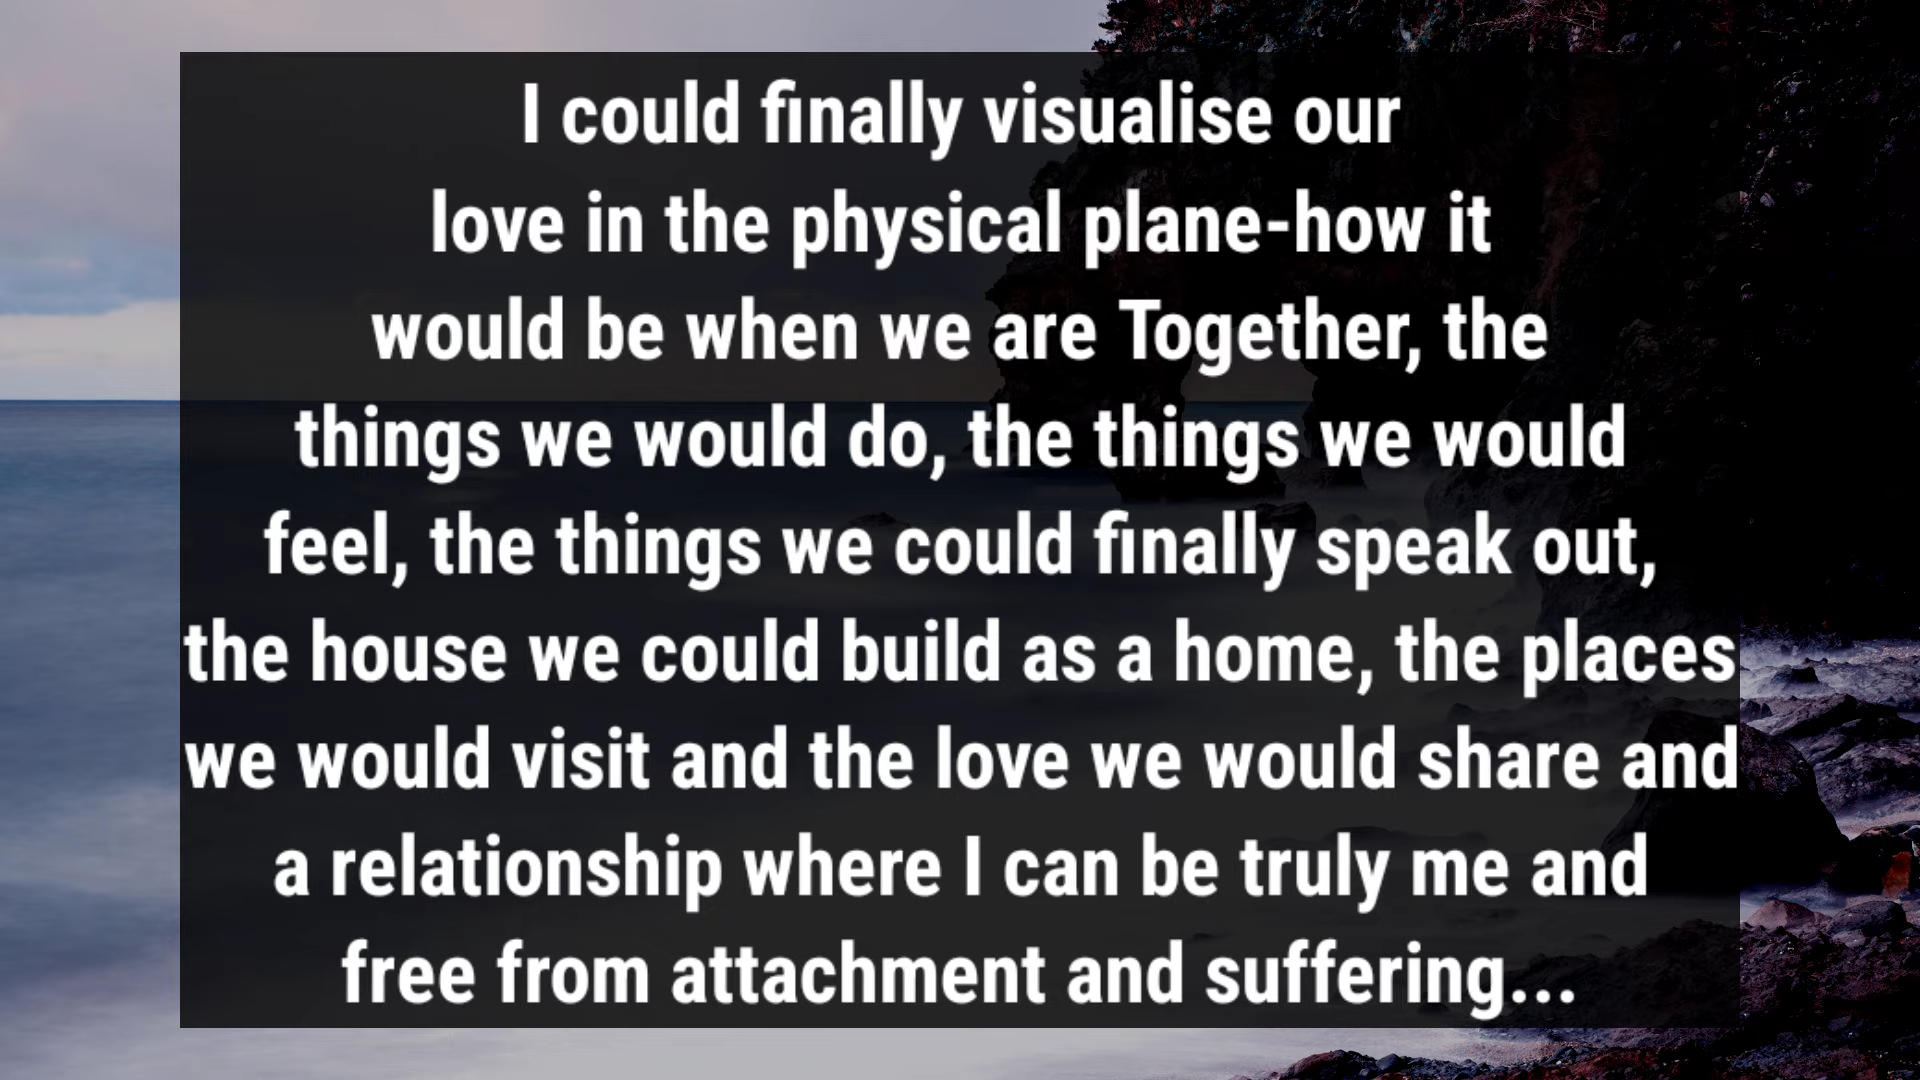 I could finally visualise our
love in the physical plane-how it
would be when we are Together, the
things we would do, the things we would
feel, the things we could finally speak out,
the house we could build as a home, the places
we would visit and the love we would share and
a relationship where I can be truly me and
free from attachment and suffering...